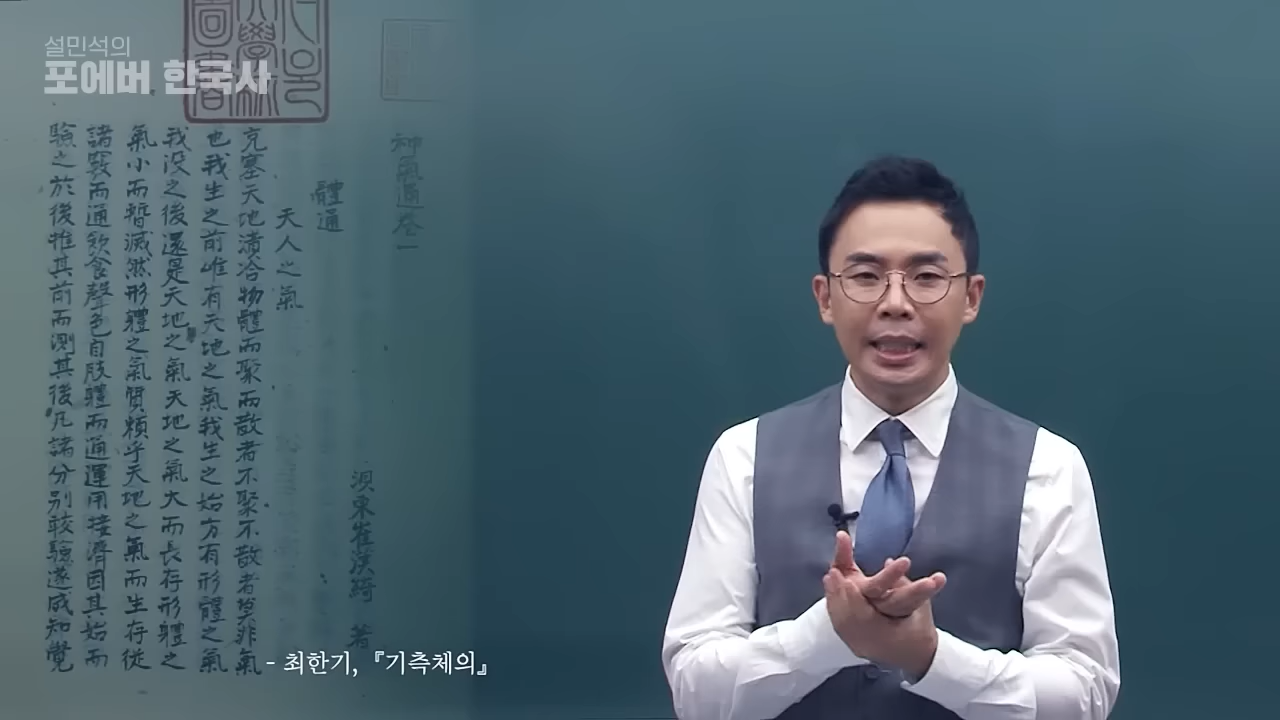 설민석의
포에버 한국사
神氣通卷一
浿東崔漢綺 著
體通
天人之氣
充塞天地漬洽物體而聚而散者不聚不散者莫非氣
也我生之前惟有天地之氣我生之始方有形體之氣
我沒之後還是天地之氣天地之氣大而長存形體之
氣小而暫滅然形體之氣質賴乎天地之氣而生存從
諸竅而通飮食聲色自肢體而通運用接濟因其始而
驗之於後推其前而測其後凡諸分別較驗遂成知覺
- 최한기, 『기측체의』